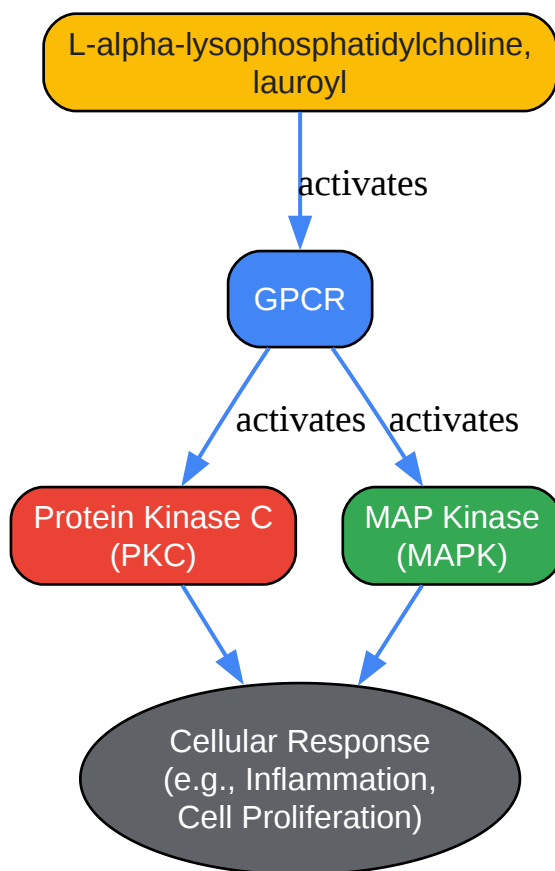 L-alpha-lysophosphatidylcholine,
lauroyl
activates
GPCR
activates
activates
Protein Kinase C
(PKC)
MAP Kinase
(MAPK)
Cellular Response
(e.g., Inflammation,
Cell Proliferation)